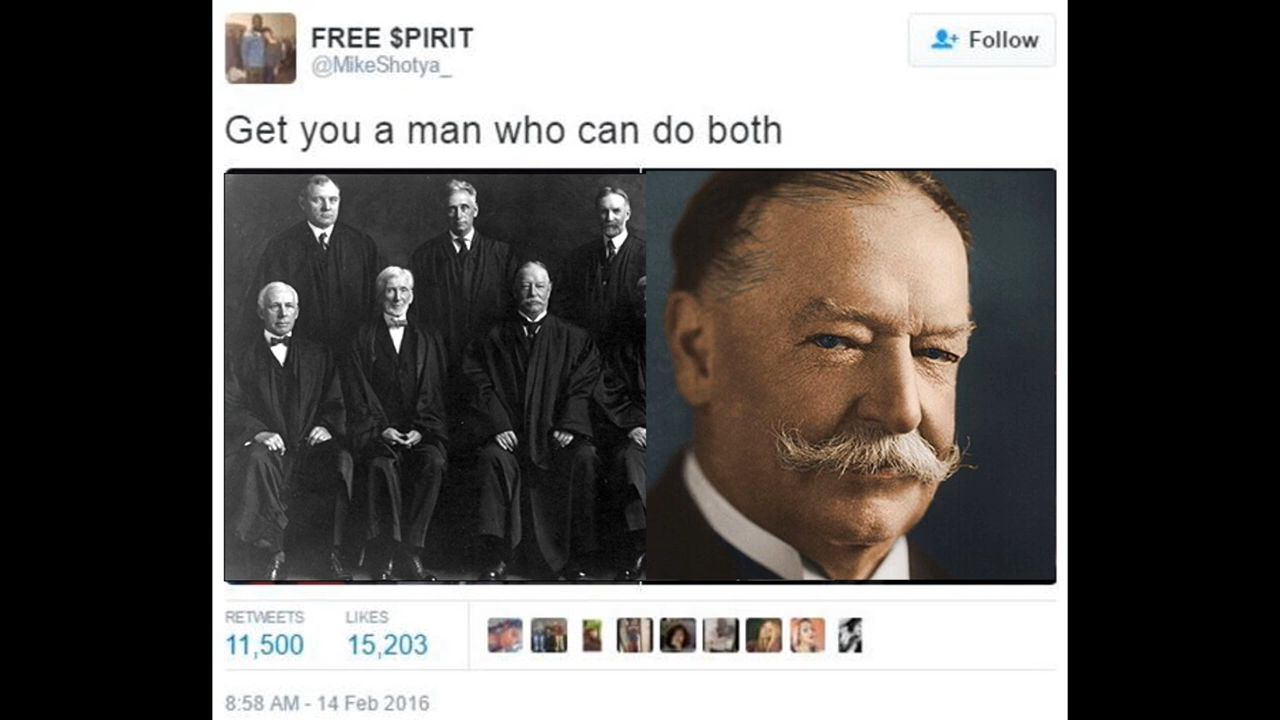 FREE $PIRIT
@MikeShotya_
Follow
Get you a man who can do both
RETWEETS LIKES
11,500 15,203
8:58 AM - 14 Feb 2016